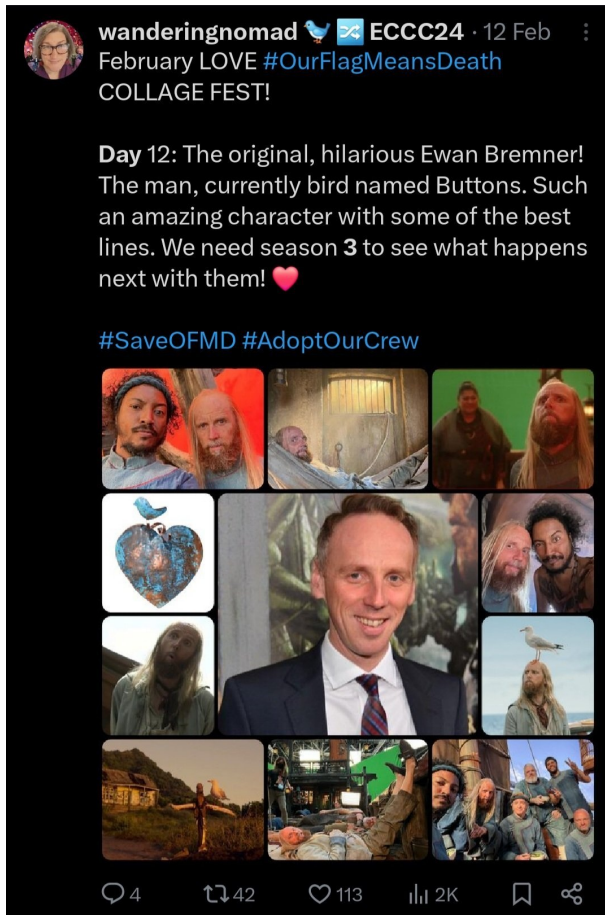 wanderingnomad 🐦 🔀 ECCC24 · 12 Feb
February LOVE #OurFlagMeansDeath
COLLAGE FEST!
Day 12: The original, hilarious Ewan Bremner!
The man, currently bird named Buttons. Such
an amazing character with some of the best
lines. We need season 3 to see what happens
next with them! ❤️
#SaveOFMD #AdoptOurCrew
4 42 113 2K